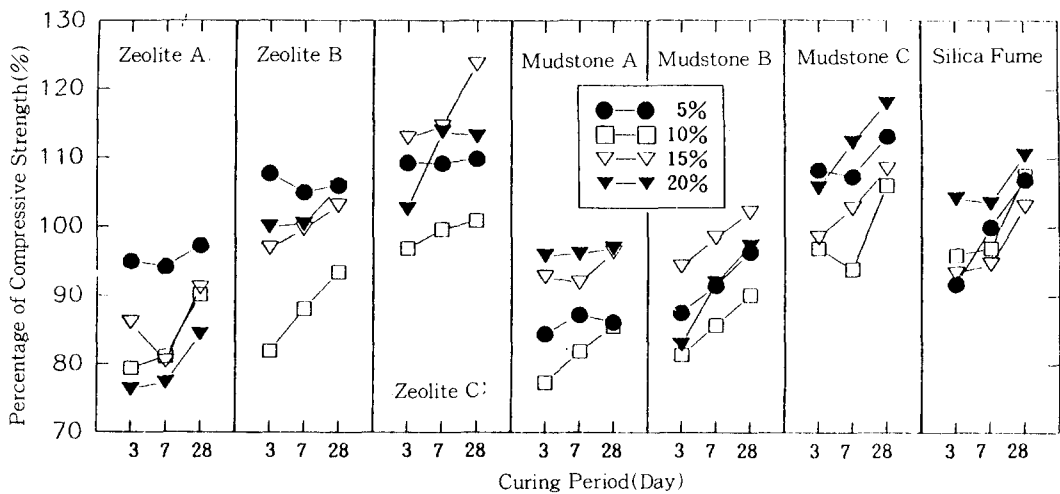 Percentage of Compressive Strength(%)
130
120
110
100
90
80
70
Zeolite A
Zeolite B
Zeolite C
Mudstone A
Mudstone B
Mudstone C
Silica Fume
5%
10%
15%
20%
3 7 28 3 7 28 3 7 28 3 7 28 3 7 28 3 7 28 3 7 28
Curing Period(Day)